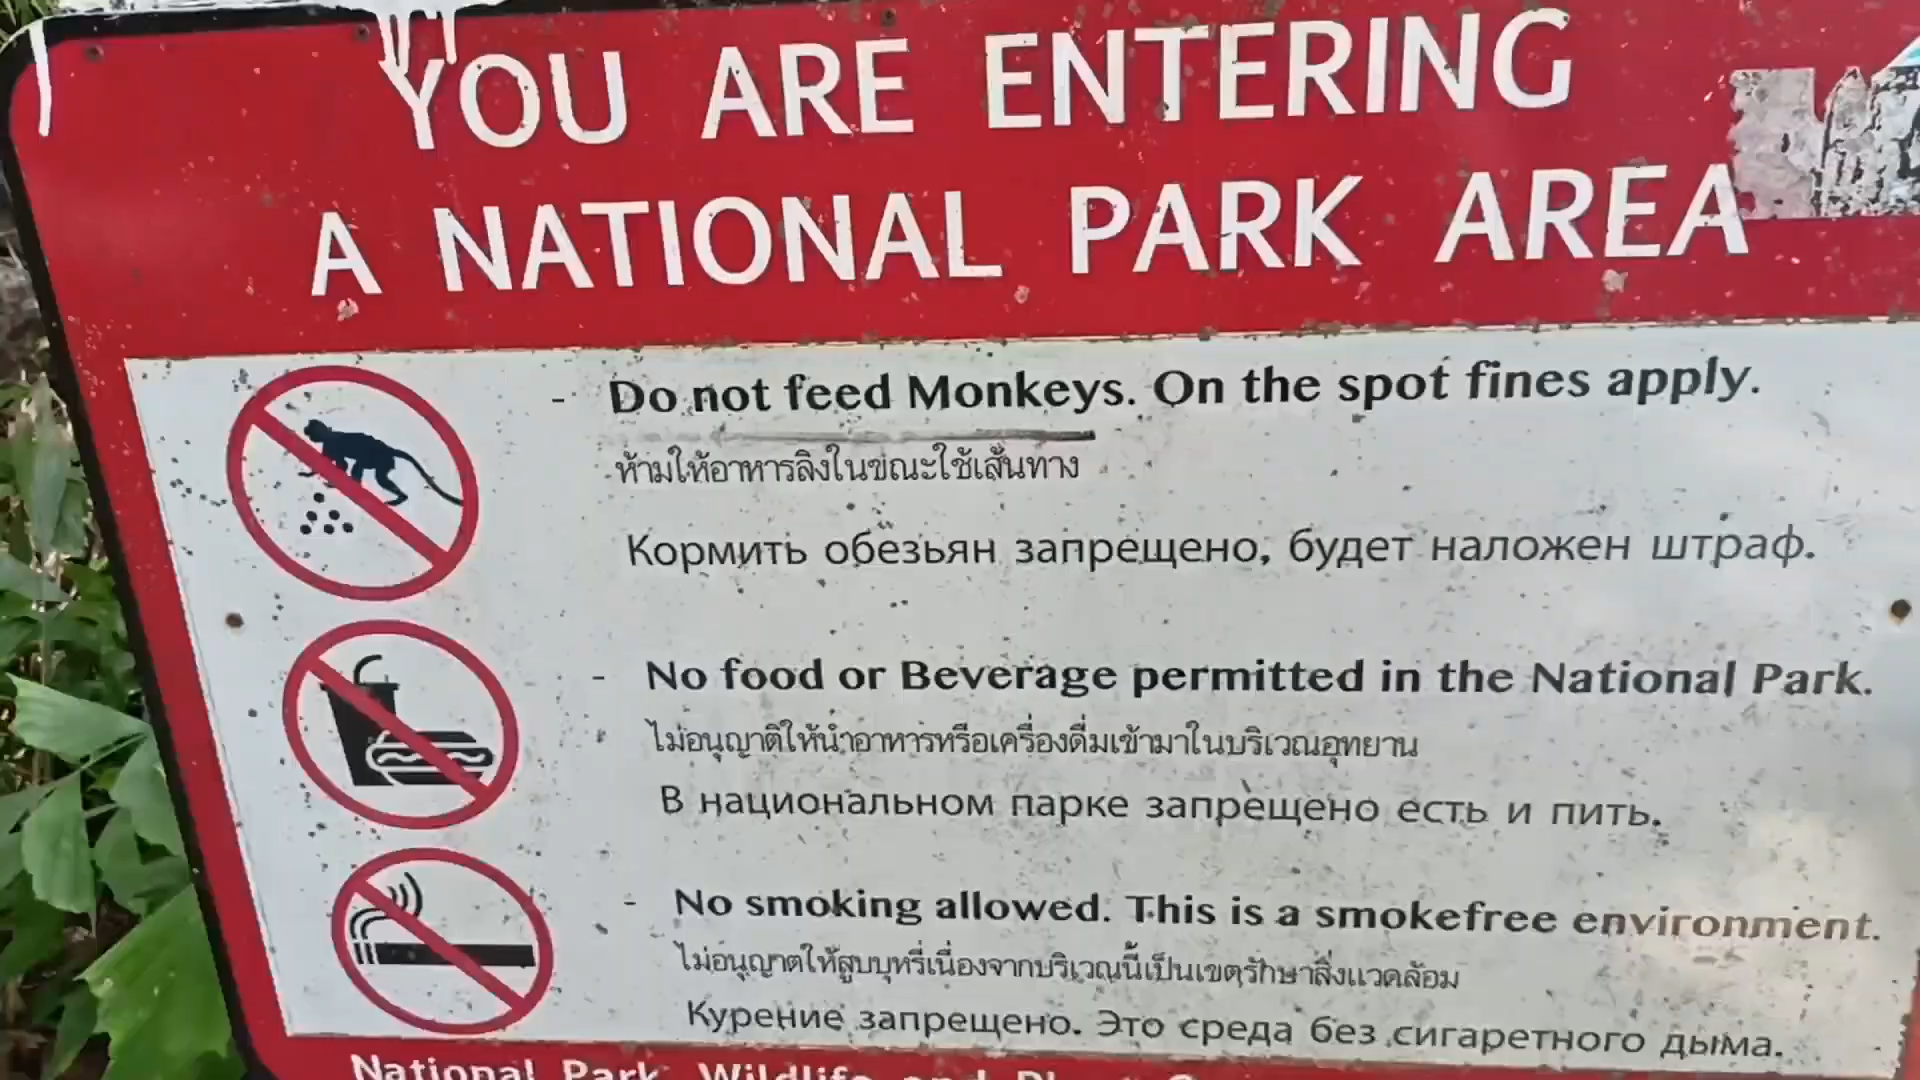 YOU ARE ENTERING
A NATIONAL PARK AREA
- Do not feed Monkeys. On the spot fines apply.
ห้ามให้อาหารลิงในขณะใช้เส้นทาง
Кормить обезьян запрещено, будет наложен штраф.
- No food or Beverage permitted in the National Park.
ไม่อนุญาติให้นำอาหารหรือเครื่องดื่มเข้ามาในบริเวณอุทยาน
В национальном парке запрещено есть и пить.
- No smoking allowed. This is a smokefree environment.
ไม่อนุญาตให้สูบบุหรี่เนื่องจากบริเวณนี้เป็นเขตรักษาสิ่งแวดล้อม
Курение запрещено. Это среда без сигаретного дыма.
National Park, Wildlife and